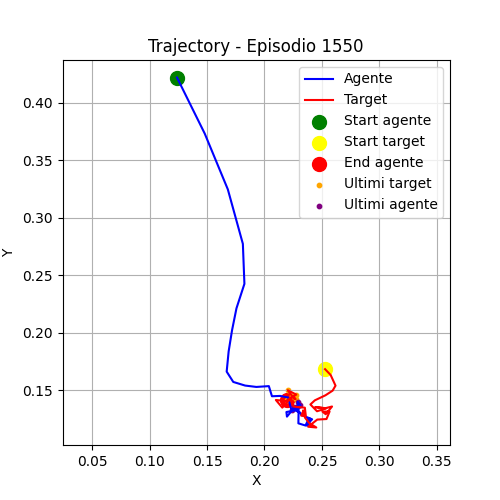 Trajectory - Episodio 1550
Agente
Target
Start agente
Start target
End agente
Ultimi target
Ultimi agente
Y
0.40
0.35
0.30
0.25
0.20
0.15
0.05 0.10 0.15 0.20 0.25 0.30 0.35
X